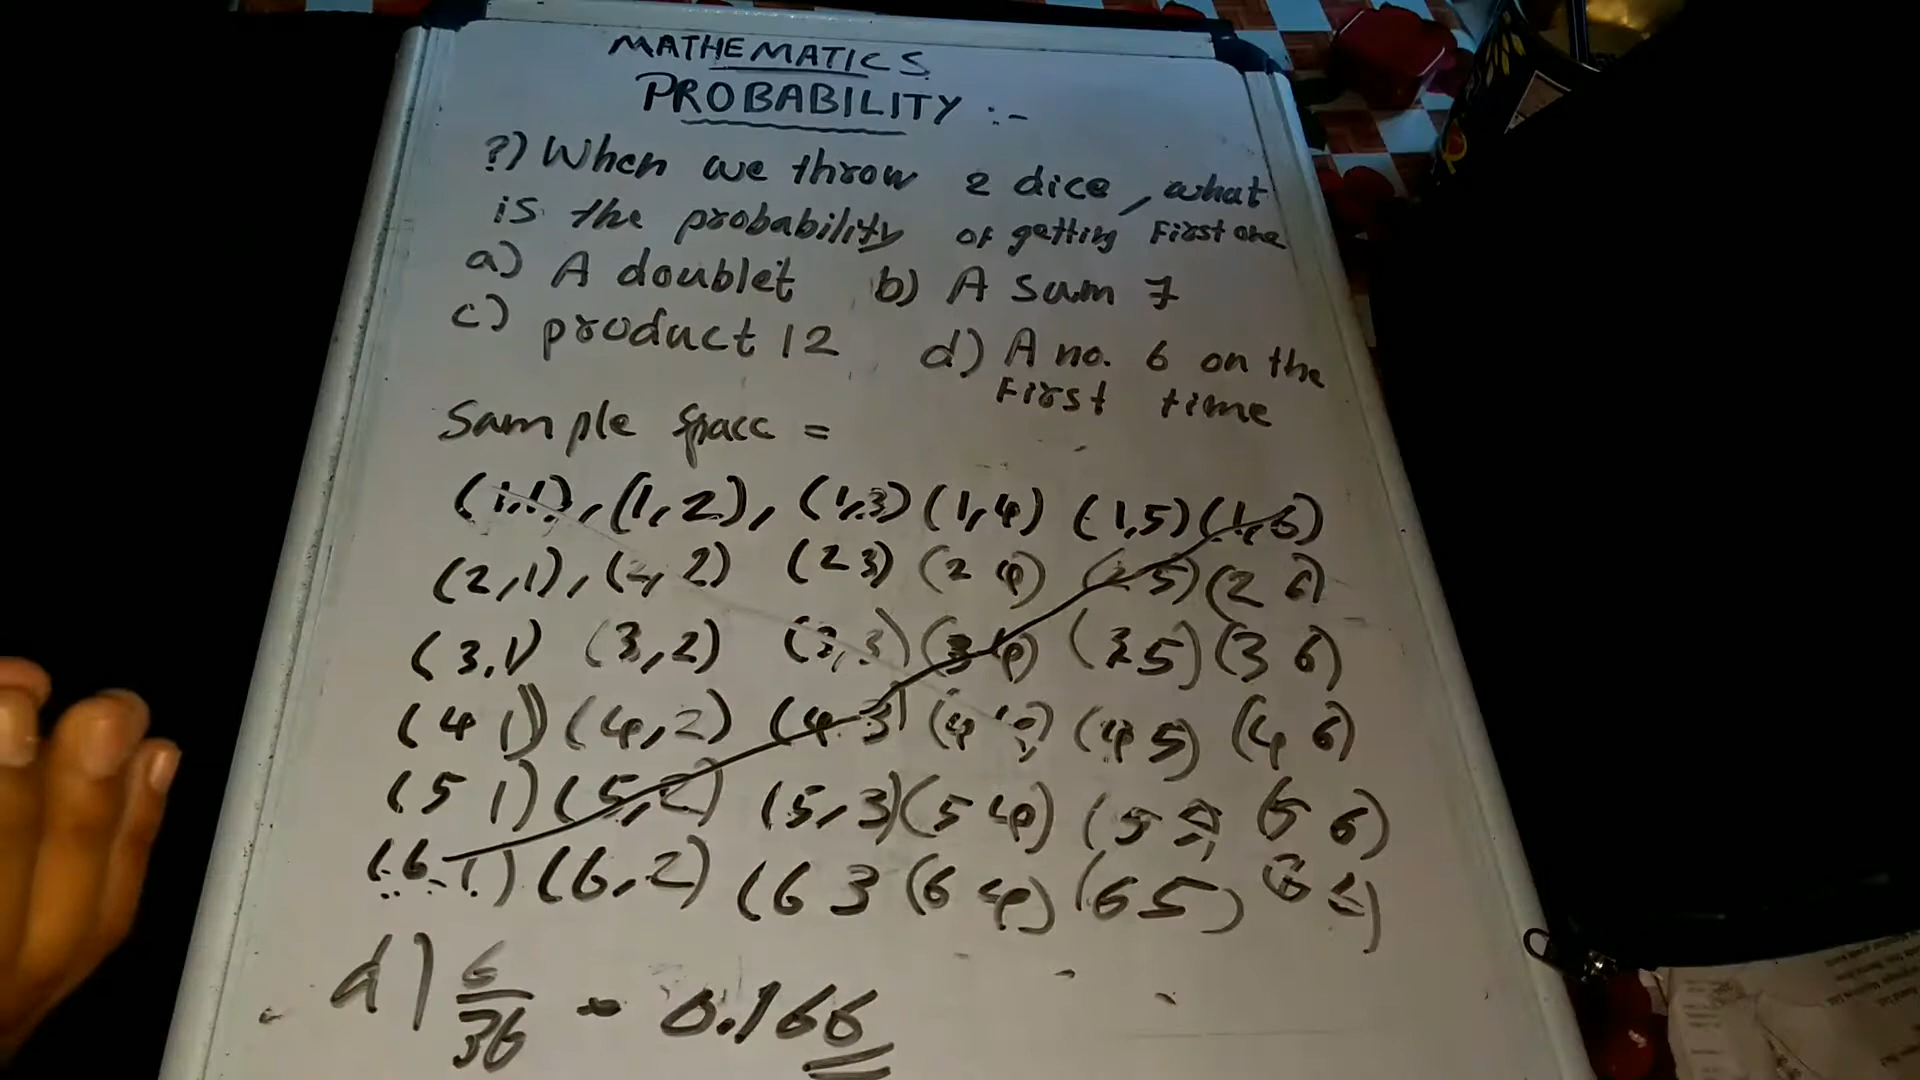 MATHEMATICS
PROBABILITY :-
?) When we throw 2 dice, what
is the probability of getting First one
a) A doublet b) A sum 7
c) product 12 d) A no. 6 on the
First time
Sample space =
(1,1), (1,2), (1,3) (1,4) (1,5) (1,6)
(2,1), (2,2) (2 3) (2 4) (2 5) (2 6)
(3,1) (3,2) (3,3) (3 4) (3 5) (3 6)
(4 1) (4,2) (4 3) (4 4) (4 5) (4 6)
(5 1) (5,2) (5,3) (5 4) (5 5) (5 6)
(6 1) (6,2) (6 3 (6 4) (6 5) 6 6)
d) 6/36 = 0.166